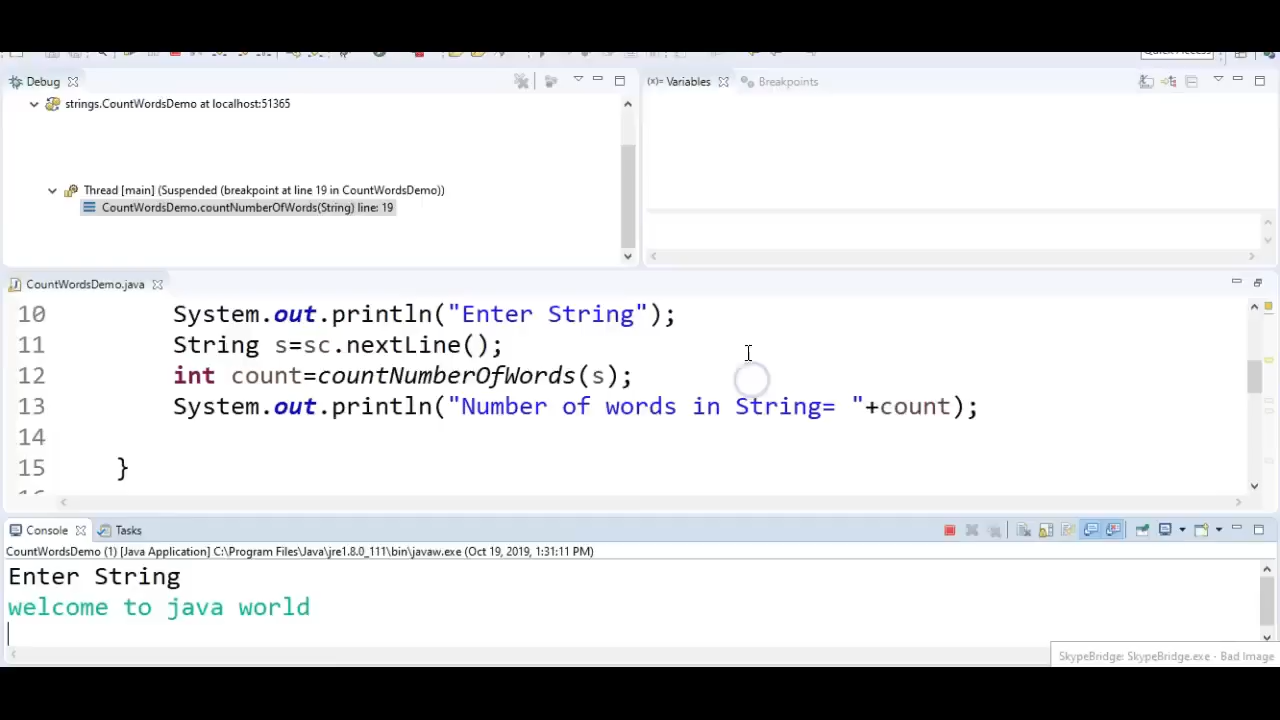 Quick Access
Debug
(x)= Variables
Breakpoints
strings.CountWordsDemo at localhost:51365
Thread [main] (Suspended (breakpoint at line 19 in CountWordsDemo))
CountWordsDemo.countNumberOfWords(String) line: 19
CountWordsDemo.java
10 System.out.println("Enter String");
11 String s=sc.nextLine();
12 int count=countNumberOfWords(s);
13 System.out.println("Number of words in String= "+count);
14
15 }
Console
Tasks
CountWordsDemo (1) [Java Application] C:\Program Files\Java\jre1.8.0_111\bin\javaw.exe (Oct 19, 2019, 1:31:11 PM)
Enter String
welcome to java world
SkypeBridge: SkypeBridge.exe - Bad Image